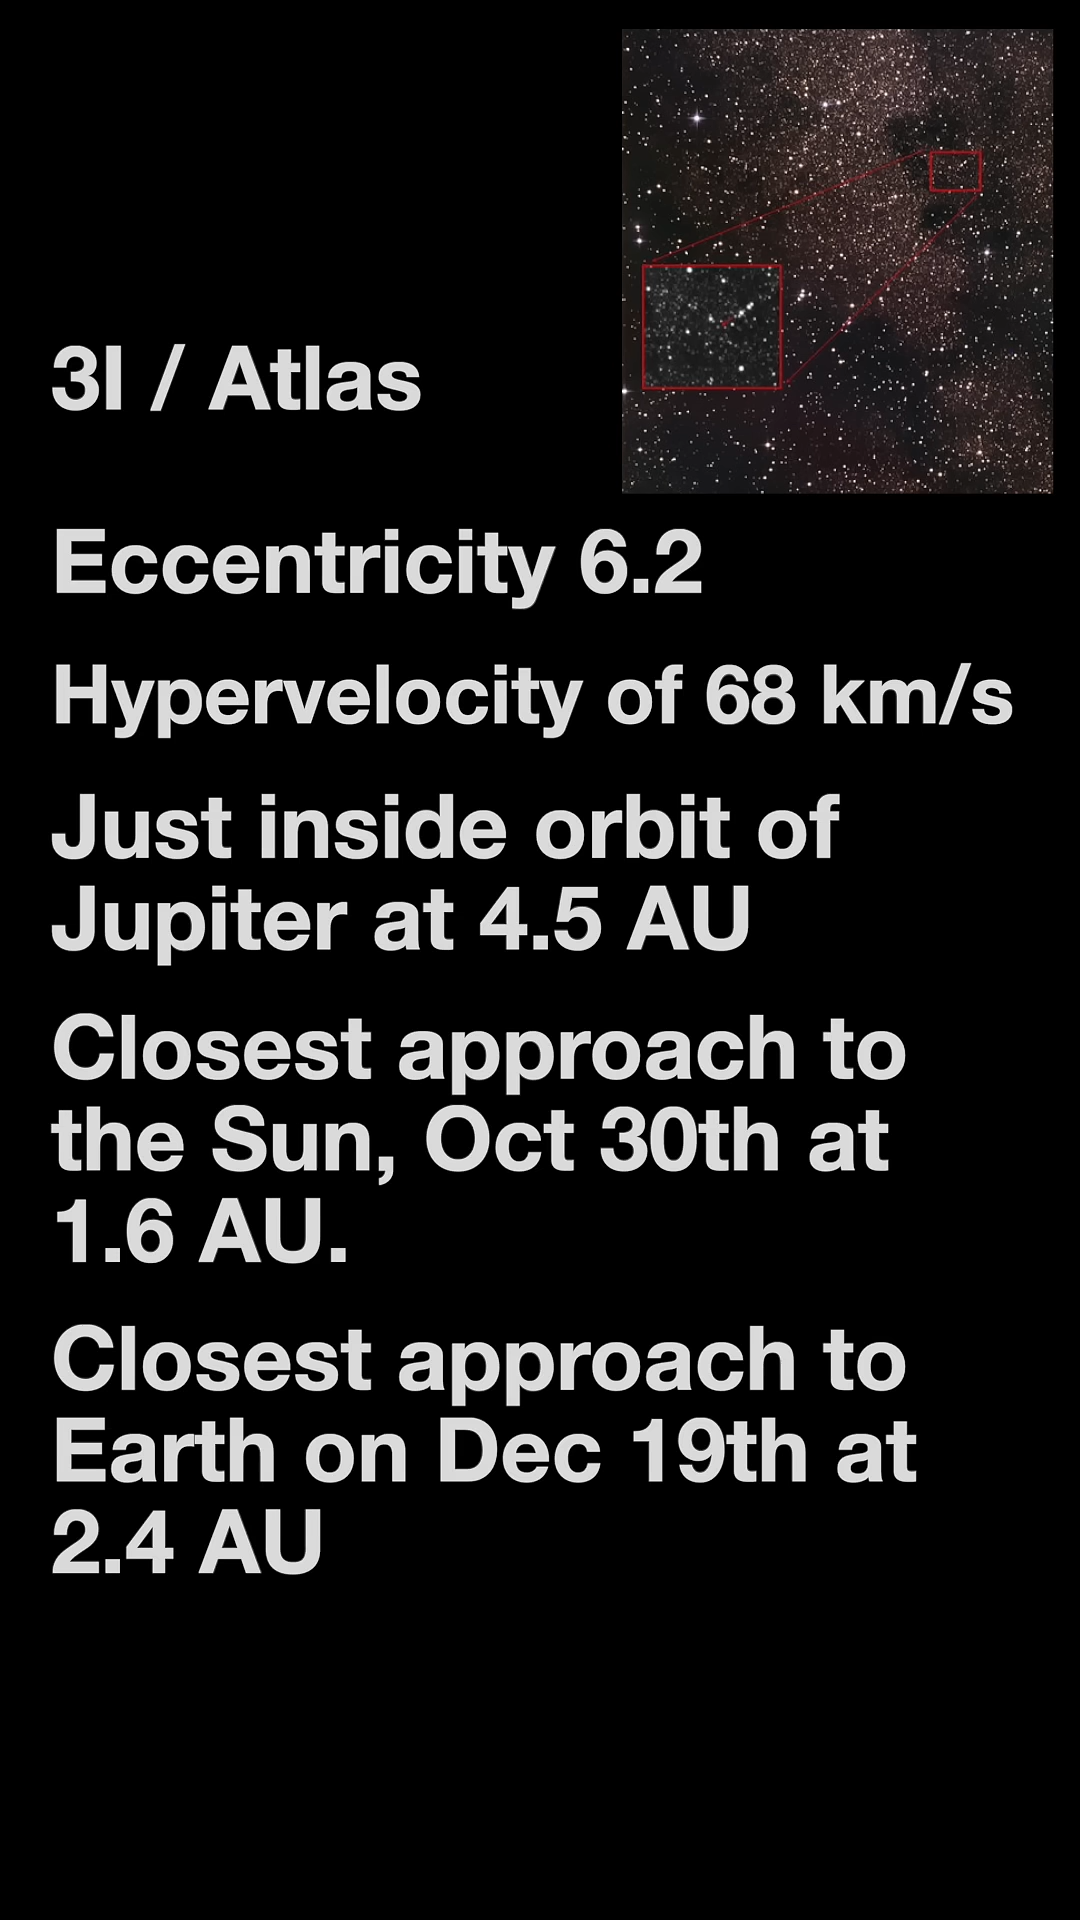 3I / Atlas
Eccentricity 6.2
Hypervelocity of 68 km/s
Just inside orbit of
Jupiter at 4.5 AU
Closest approach to
the Sun, Oct 30th at
1.6 AU.
Closest approach to
Earth on Dec 19th at
2.4 AU